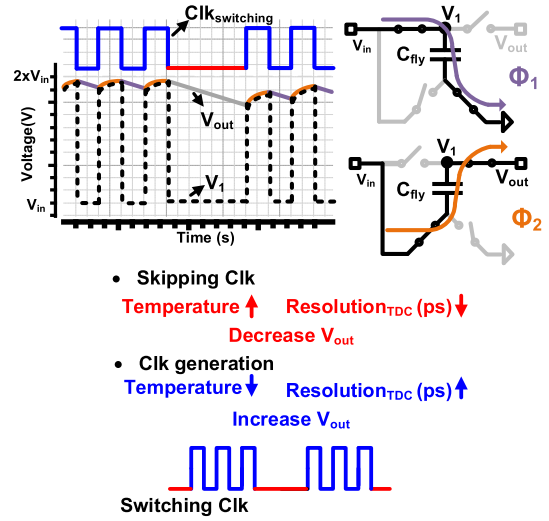 Clkswitching
2xVin
Voltage(V)
Vout
V1
Vin
Time (s)
V1
Vin
Vout
Cfly
Φ1
V1
Vin
Vout
Cfly
Φ2
• Skipping Clk
Temperature ↑ ResolutionTDC (ps) ↓
Decrease Vout
• Clk generation
Temperature ↓ ResolutionTDC (ps) ↑
Increase Vout
Switching Clk